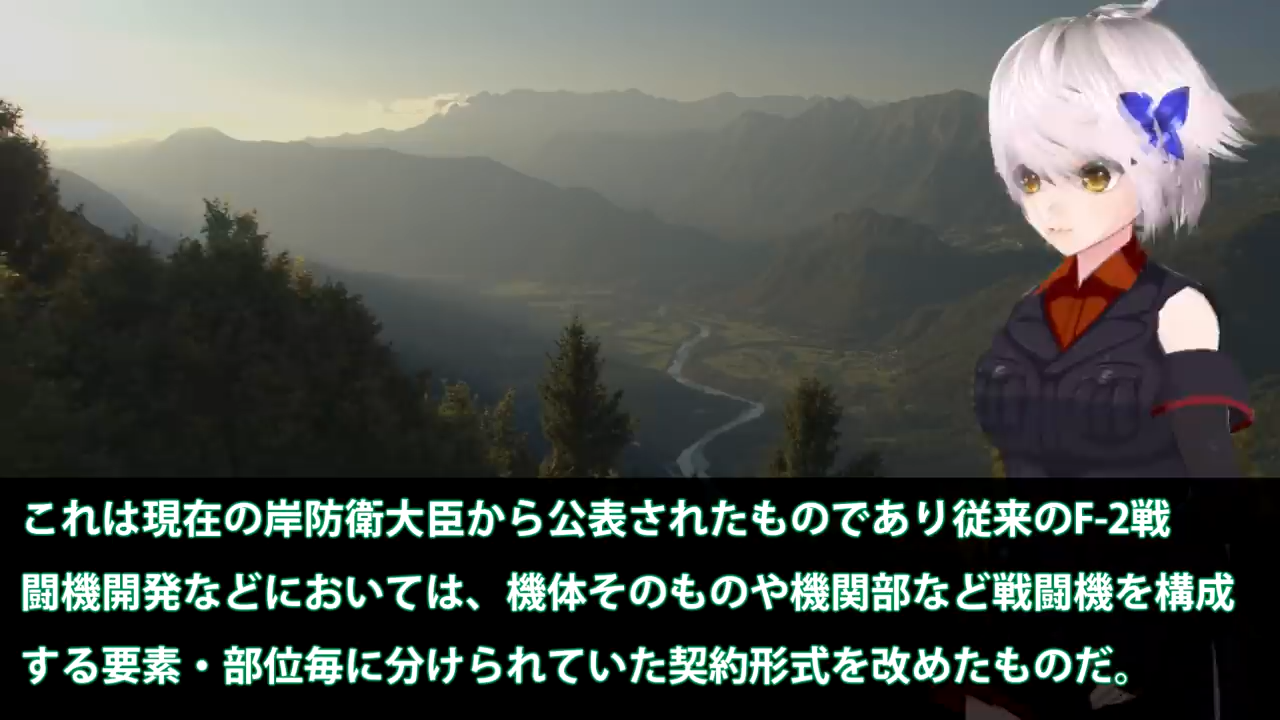 これは現在の岸防衛大臣から公表されたものであり従来のF-2戦
闘機開発などにおいては、機体そのものや機関部など戦闘機を構成
する要素・部位毎に分けられていた契約形式を改めたものだ。